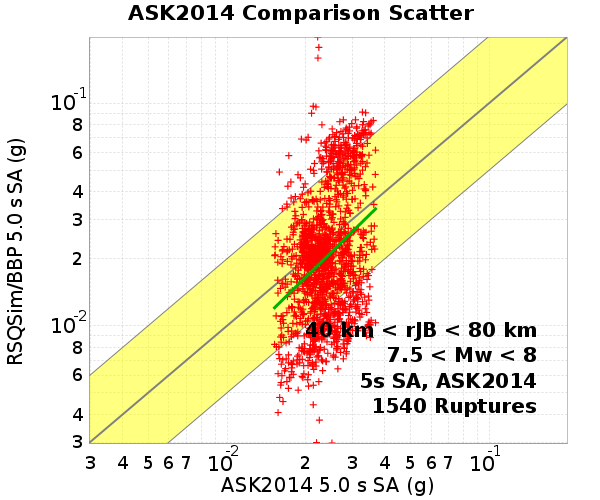 ASK2014 Comparison Scatter
RSQSim/BBP 5.0 s SA (g)
10-1
8
6
4
3
2
10-2
8
6
4
3
40 km < rJB < 80 km
7.5 < Mw < 8
5s SA, ASK2014
1540 Ruptures
3 4 5 6 7 10-2 2 3 4 5 6 7 10-1
ASK2014 5.0 s SA (g)